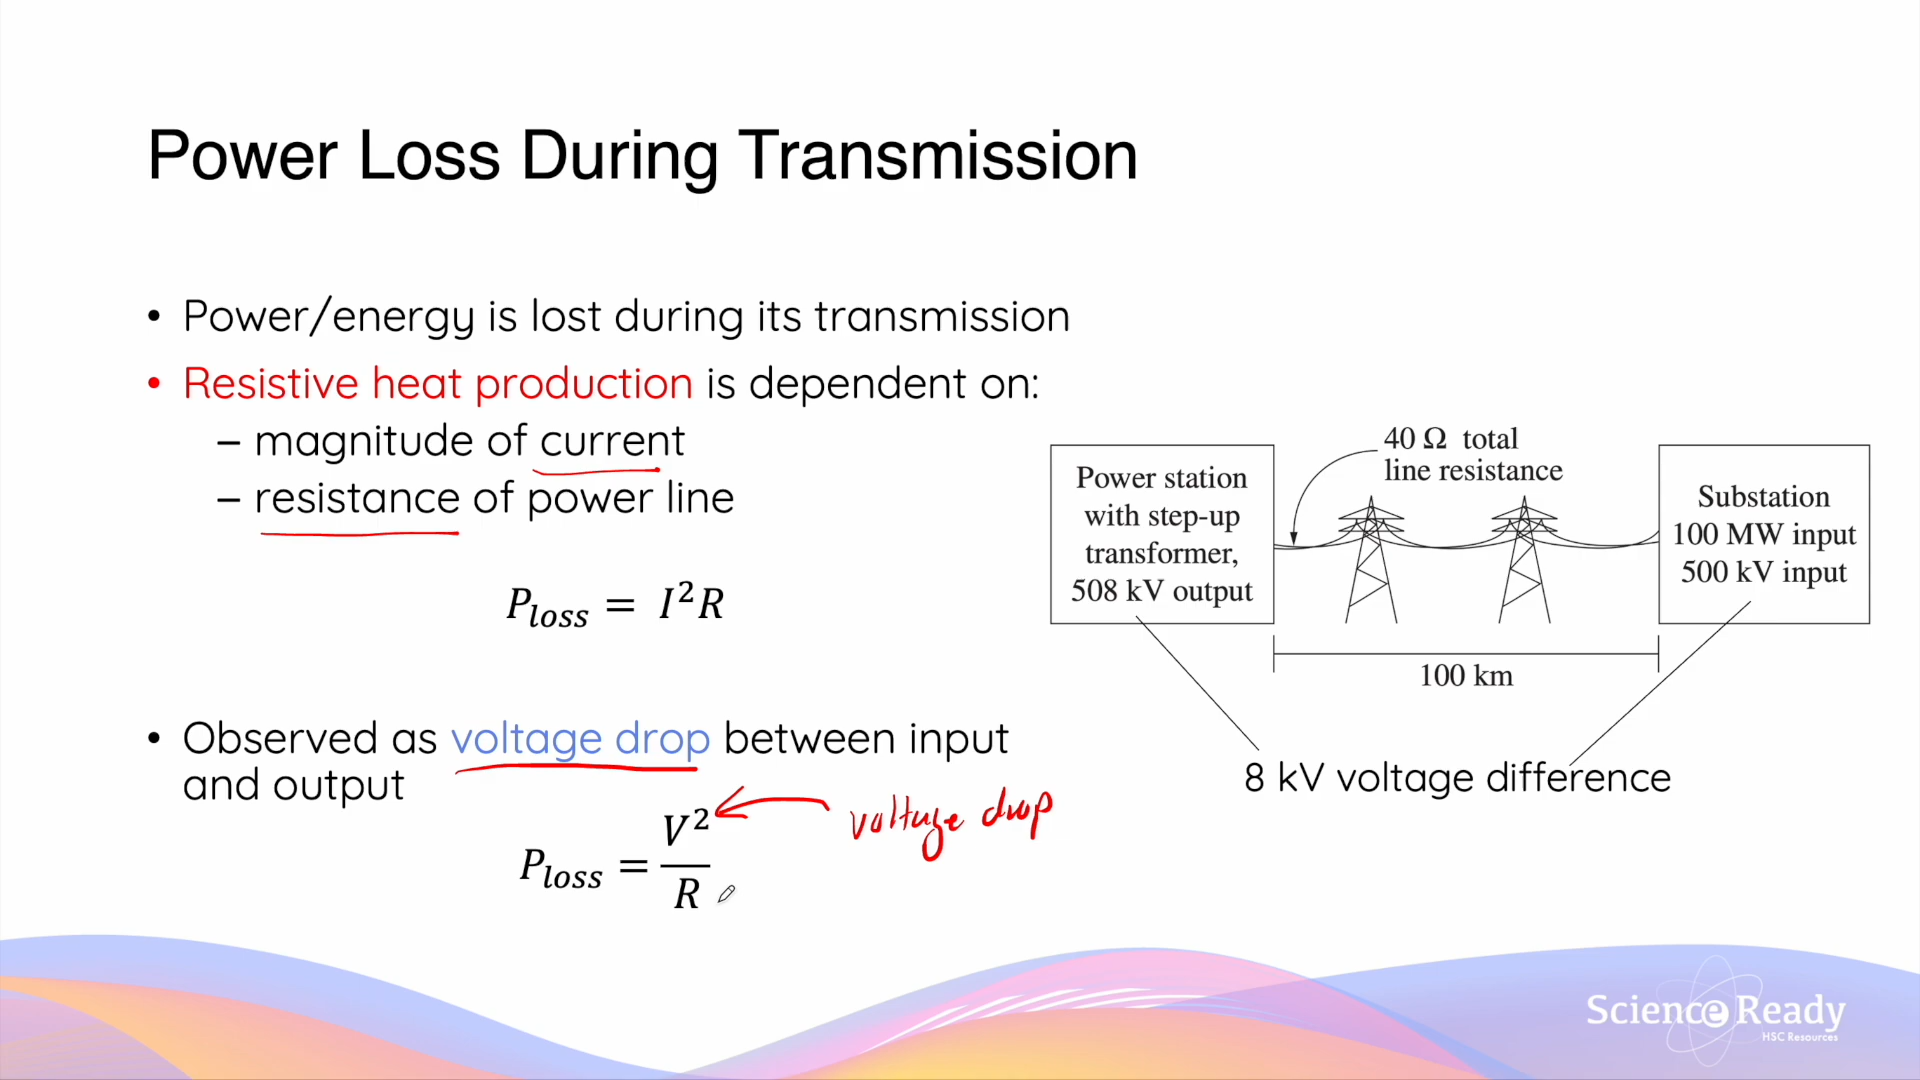 Power Loss During Transmission
• Power/energy is lost during its transmission
• Resistive heat production is dependent on:
– magnitude of current
– resistance of power line
P_loss = I²R
• Observed as voltage drop between input
and output
P_loss = V²/R
voltage drop
40 Ω total
line resistance
Power station
with step-up
transformer,
508 kV output
Substation
100 MW input
500 kV input
100 km
8 kV voltage difference
Science Ready
HSC Resources